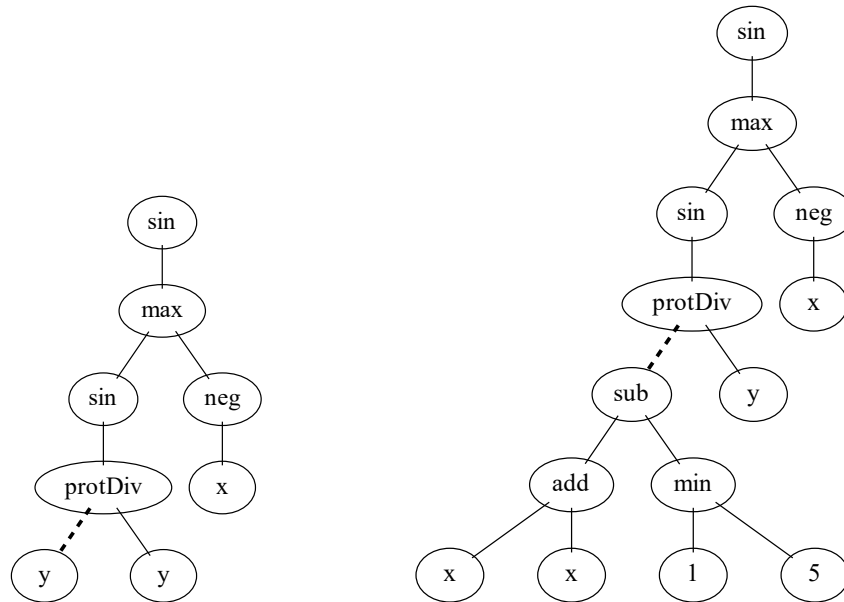 sin
max
sin neg
protDiv x
y y
sin
max
sin neg
protDiv x
sub y
add min
x x 1 5